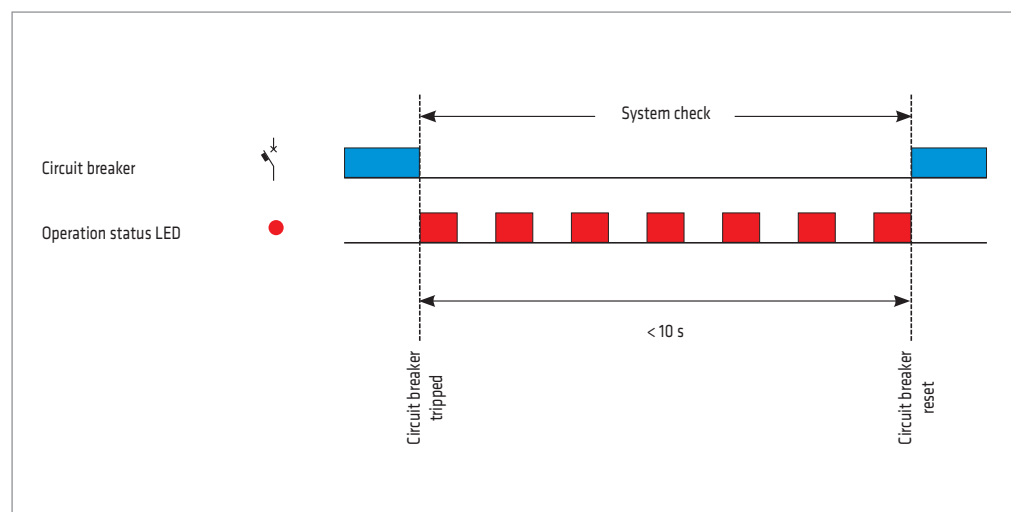 System check
Circuit breaker
Operation status LED
< 10 s
Circuit breaker
tripped
Circuit breaker
reset